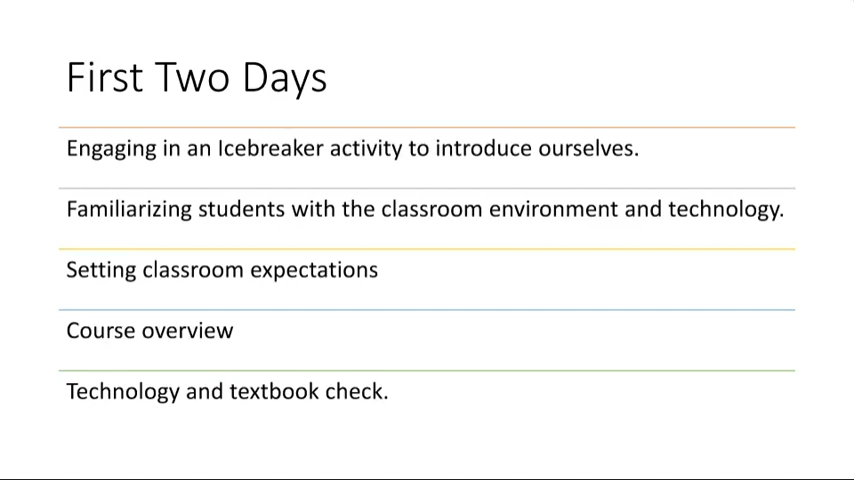 First Two Days
Engaging in an Icebreaker activity to introduce ourselves.
Familiarizing students with the classroom environment and technology.
Setting classroom expectations
Course overview
Technology and textbook check.